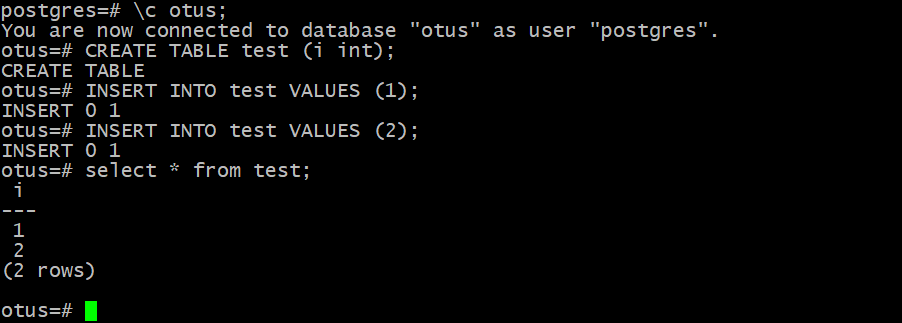 postgres=# \c otus;
You are now connected to database "otus" as user "postgres".
otus=# CREATE TABLE test (i int);
CREATE TABLE
otus=# INSERT INTO test VALUES (1);
INSERT 0 1
otus=# INSERT INTO test VALUES (2);
INSERT 0 1
otus=# select * from test;
 i
---
 1
 2
(2 rows)

otus=#